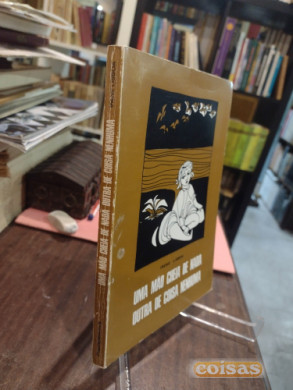 UMA MÃO CHEIA DE NADA
OUTRA DE COISA NENHUMA
UMA MÃO CHEIA DE NADA OUTRA DE COISA NENHUMA
coisas